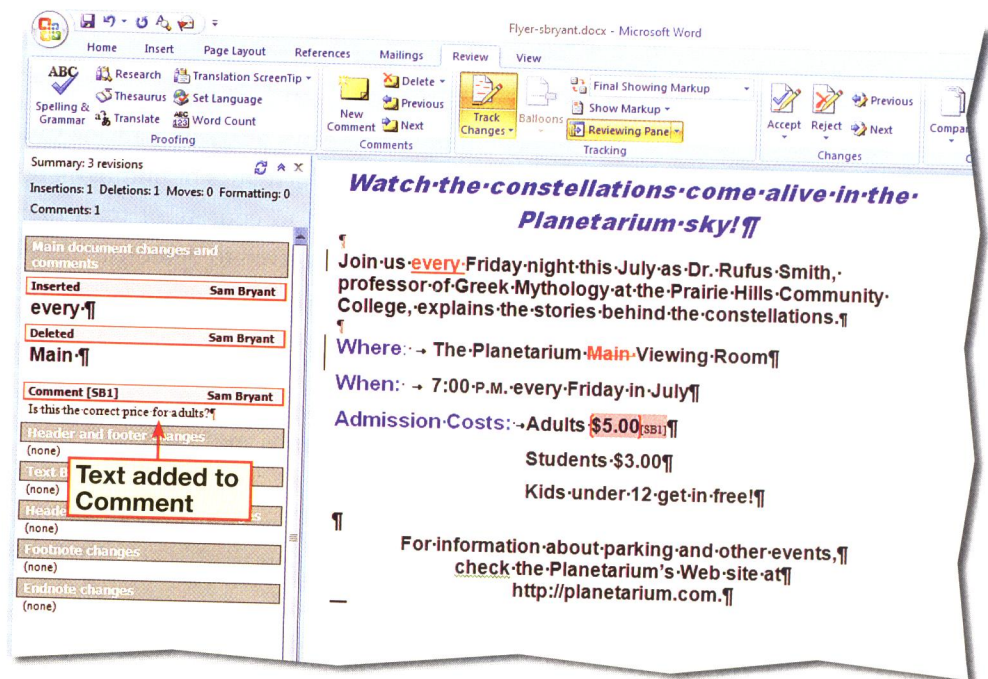 Flyer-sbryant.docx - Microsoft Word
Home Insert Page Layout References Mailings Review View
ABC
Spelling & Grammar
Research
Thesaurus
Translate
Translation ScreenTip
Set Language
ABC 123 Word Count
Proofing
New Comment
Delete
Previous
Next
Comments
Track Changes
Balloons
Final Showing Markup
Show Markup
Reviewing Pane
Tracking
Accept
Reject
Previous
Next
Changes
Compar
Summary: 3 revisions
Insertions: 1 Deletions: 1 Moves: 0 Formatting: 0
Comments: 1
Main document changes and
comments
Inserted Sam Bryant
every·¶
Deleted Sam Bryant
Main·¶
Comment [SB1] Sam Bryant
Is·this·the·correct·price·for·adults?¶
Header and footer changes
(none)
Text B
(none)
Text added to
Comment
Heade s
(none)
Footnote changes
(none)
Endnote changes
(none)
Watch·the·constellations·come·alive·in·the·
Planetarium·sky!¶
¶
Join·us·every·Friday·night·this·July·as·Dr.·Rufus·Smith,·
professor·of·Greek·Mythology·at·the·Prairie·Hills·Community·
College,·explains·the·stories·behind·the·constellations.¶
¶
Where:·→The·Planetarium·Main·Viewing·Room¶
When:·→7:00·P.M.·every·Friday·in·July¶
Admission·Costs:·→Adults·$5.00[SB1]¶
Students·$3.00¶
Kids·under·12·get·in·free!¶
¶
For·information·about·parking·and·other·events,¶
check·the·Planetarium's·Web·site·at¶
http://planetarium.com.¶